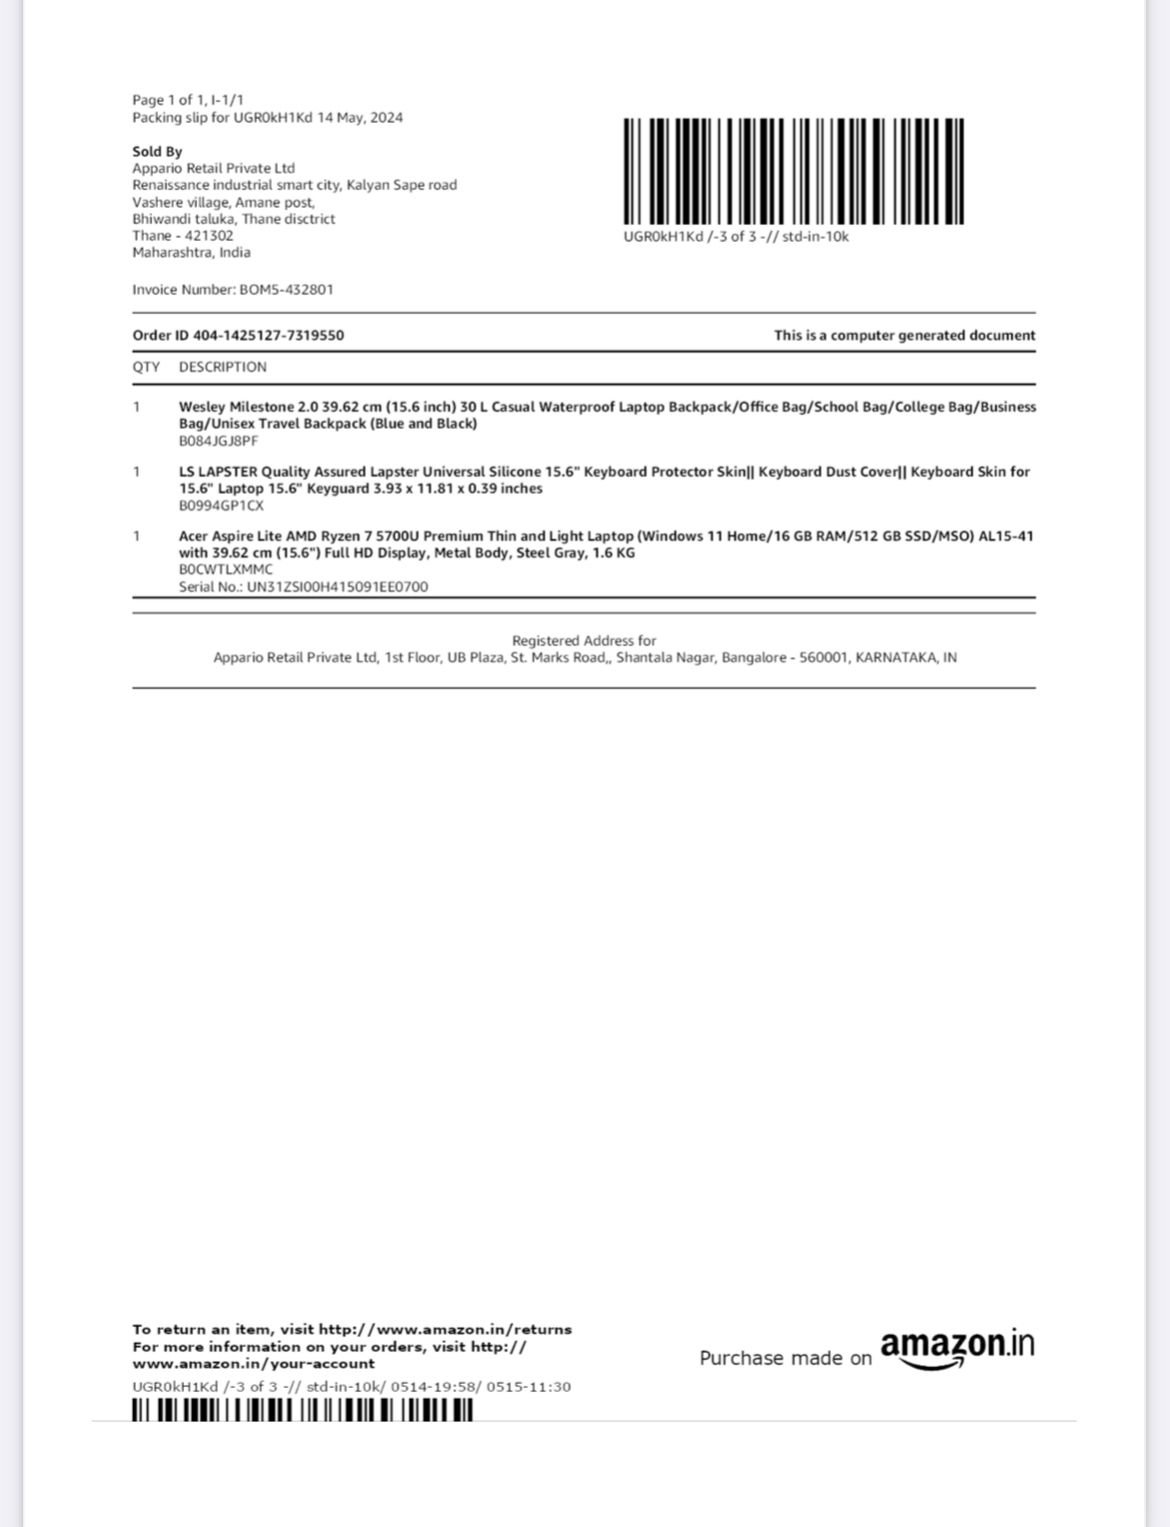 Page 1 of 1, I-1/1
Packing slip for UGR0kH1Kd 14 May, 2024
Sold By
Appario Retail Private Ltd
Renaissance industrial smart city, Kalyan Sape road
Vashere village, Amane post,
Bhiwandi taluka, Thane disctrict
Thane - 421302
Maharashtra, India
UGR0kH1Kd /-3 of 3 -// std-in-10k
Invoice Number: BOM5-432801
Order ID 404-1425127-7319550 This is a computer generated document
QTY DESCRIPTION
1 Wesley Milestone 2.0 39.62 cm (15.6 inch) 30 L Casual Waterproof Laptop Backpack/Office Bag/School Bag/College Bag/Business
Bag/Unisex Travel Backpack (Blue and Black)
B084JGJ8PF
1 LS LAPSTER Quality Assured Lapster Universal Silicone 15.6" Keyboard Protector Skin|| Keyboard Dust Cover|| Keyboard Skin for
15.6" Laptop 15.6" Keyguard 3.93 x 11.81 x 0.39 inches
B0994GP1CX
1 Acer Aspire Lite AMD Ryzen 7 5700U Premium Thin and Light Laptop (Windows 11 Home/16 GB RAM/512 GB SSD/MSO) AL15-41
with 39.62 cm (15.6") Full HD Display, Metal Body, Steel Gray, 1.6 KG
B0CWTLXMMC
Serial No.: UN31ZSI00H415091EE0700
Registered Address for
Appario Retail Private Ltd, 1st Floor, UB Plaza, St. Marks Road,, Shantala Nagar, Bangalore - 560001, KARNATAKA, IN
To return an item, visit http://www.amazon.in/returns
For more information on your orders, visit http://
www.amazon.in/your-account
Purchase made on amazon.in
UGR0kH1Kd /-3 of 3 -// std-in-10k/ 0514-19:58/ 0515-11:30